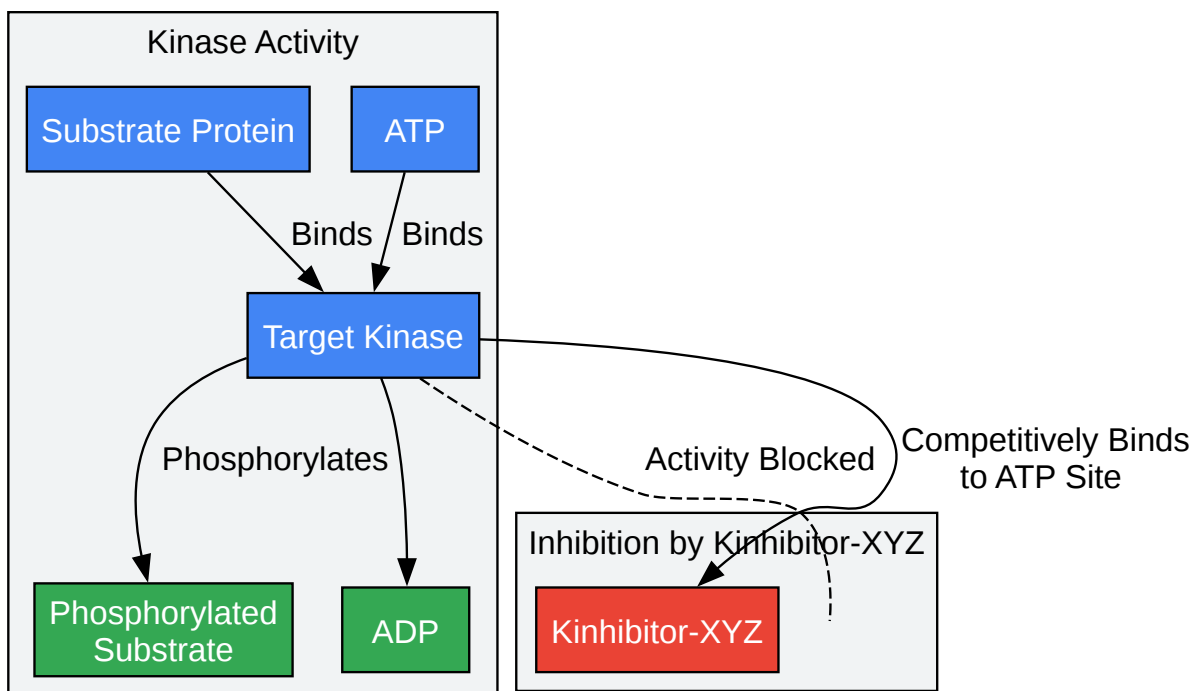 Kinase Activity
Substrate Protein
ATP
Binds
Binds
Target Kinase
Phosphorylates
Activity Blocked
Competitively Binds
to ATP Site
Inhibition by Kinhibitor-XYZ
Phosphorylated
Substrate
ADP
Kinhibitor-XYZ